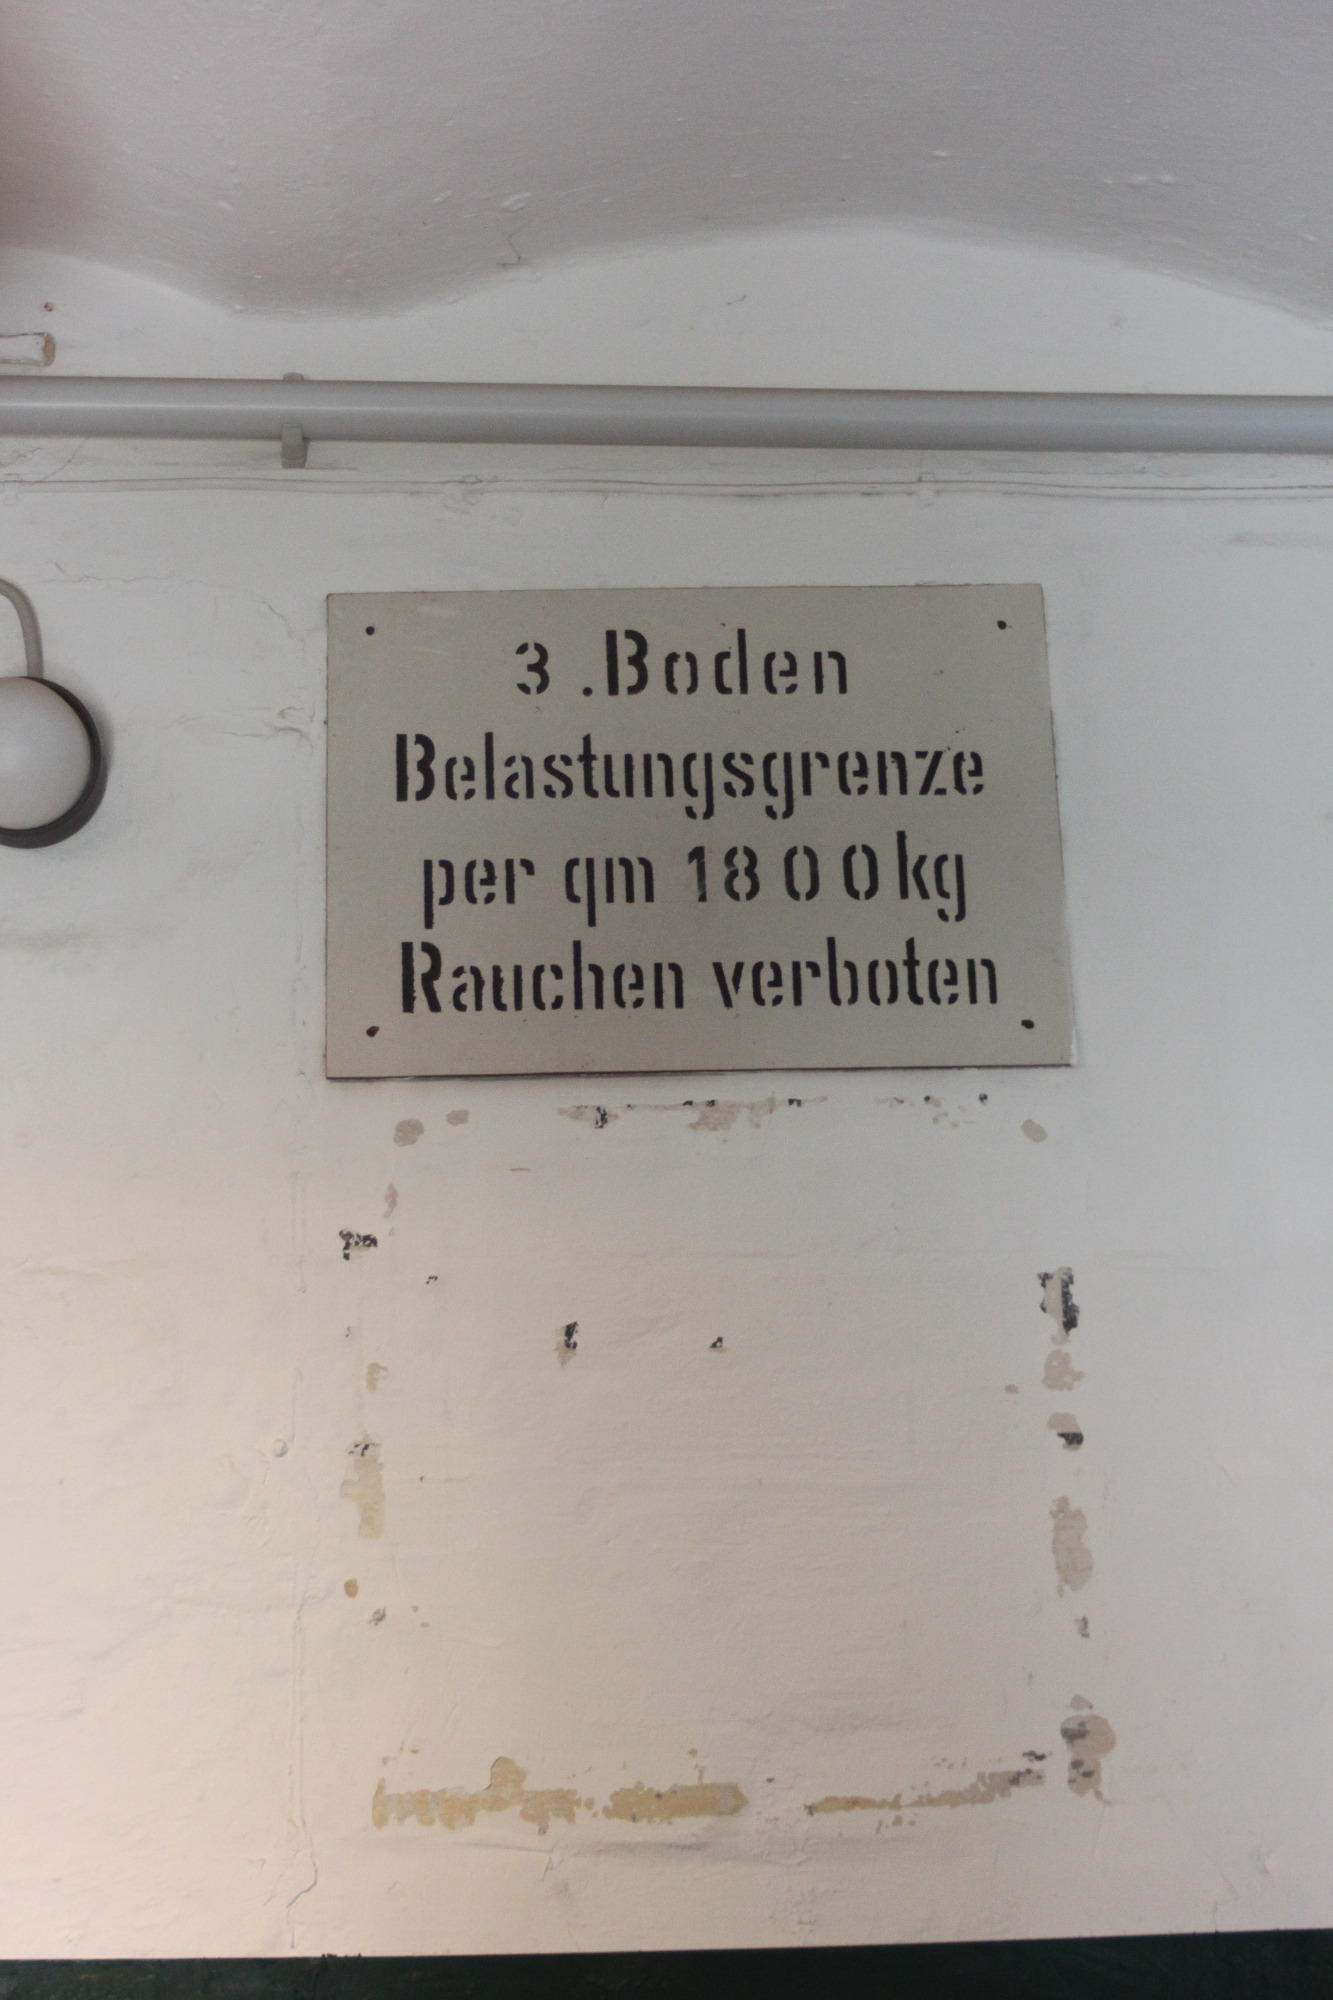 3. Boden
Belastungsgrenze
per qm 1800kg
Rauchen verboten